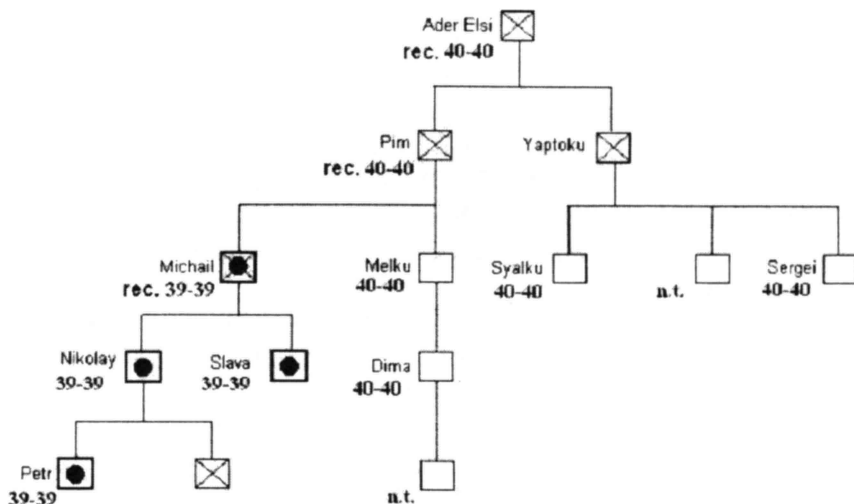 Ader Elsi
rec. 40-40
Pim
rec. 40-40
Yaptoku
Michail
rec. 39-39
Melku
40-40
Syalku
40-40
n.t.
Sergei
40-40
Nikolay
39-39
Slava
39-39
Dima
40-40
Petr
39-39
n.t.